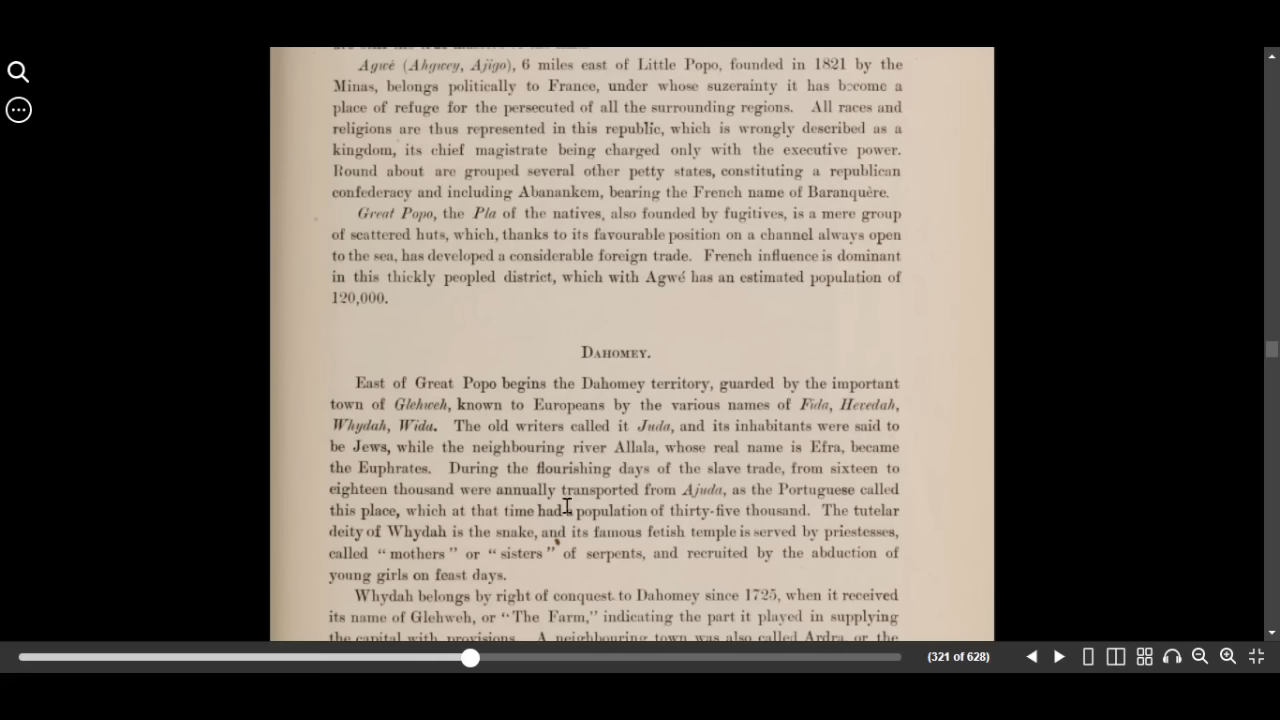 Agwé (Ahgwey, Ajigo), 6 miles east of Little Popo, founded in 1821 by the
Minas, belongs politically to France, under whose suzerainty it has become a
place of refuge for the persecuted of all the surrounding regions. All races and
religions are thus represented in this republic, which is wrongly described as a
kingdom, its chief magistrate being charged only with the executive power.
Round about are grouped several other petty states, constituting a republican
confederacy and including Abanankem, bearing the French name of Baranquère.
Great Popo, the Pla of the natives, also founded by fugitives, is a mere group
of scattered huts, which, thanks to its favourable position on a channel always open
to the sea, has developed a considerable foreign trade. French influence is dominant
in this thickly peopled district, which with Agwé has an estimated population of
120,000.
DAHOMEY.
East of Great Popo begins the Dahomey territory, guarded by the important
town of Glehweh, known to Europeans by the various names of Fida, Hevedah,
Whydah, Wida. The old writers called it Juda, and its inhabitants were said to
be Jews, while the neighbouring river Allala, whose real name is Efra, became
the Euphrates. During the flourishing days of the slave trade, from sixteen to
eighteen thousand were annually transported from Ajuda, as the Portuguese called
this place, which at that time had a population of thirty-five thousand. The tutelar
deity of Whydah is the snake, and its famous fetish temple is served by priestesses,
called “mothers” or “sisters” of serpents, and recruited by the abduction of
young girls on feast days.
Whydah belongs by right of conquest to Dahomey since 1725, when it received
its name of Glehweh, or “The Farm,” indicating the part it played in supplying
the capital with provisions. A neighbouring town was also called Ardra, or the
(321 of 628)